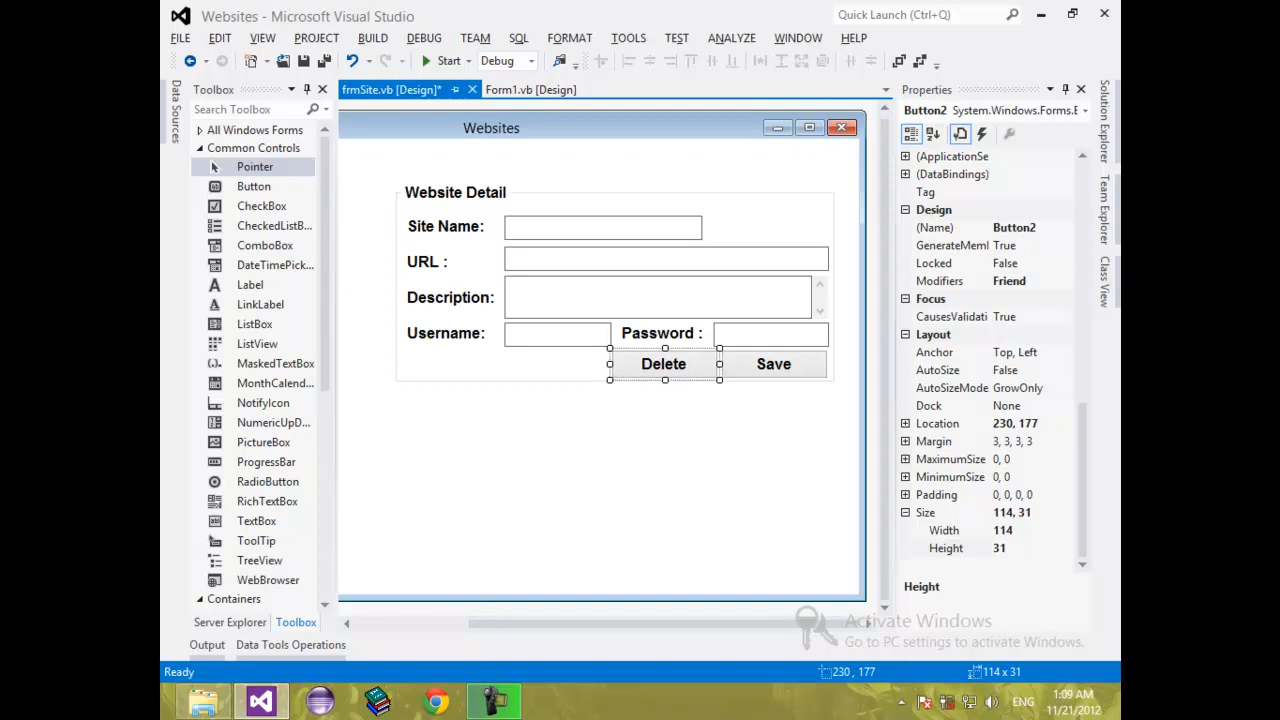 Websites - Microsoft Visual Studio
Quick Launch (Ctrl+Q)
FILE EDIT VIEW PROJECT BUILD DEBUG TEAM SQL FORMAT TOOLS TEST ANALYZE WINDOW HELP
Start Debug
Data Sources
Toolbox
Search Toolbox
All Windows Forms
Common Controls
Pointer
Button
CheckBox
CheckedListB...
ComboBox
DateTimePick...
Label
LinkLabel
ListBox
ListView
MaskedTextBox
MonthCalend...
NotifyIcon
NumericUpD...
PictureBox
ProgressBar
RadioButton
RichTextBox
TextBox
ToolTip
TreeView
WebBrowser
Containers
Server Explorer Toolbox
Output Data Tools Operations
frmSite.vb [Design]* Form1.vb [Design]
Websites
Website Detail
Site Name:
URL :
Description:
Username: Password :
Delete Save
Properties
Button2 System.Windows.Forms.E
(ApplicationSe
(DataBindings)
Tag
Design
(Name) Button2
GenerateMeml True
Locked False
Modifiers Friend
Focus
CausesValidati True
Layout
Anchor Top, Left
AutoSize False
AutoSizeMode GrowOnly
Dock None
Location 230, 177
Margin 3, 3, 3, 3
MaximumSize 0, 0
MinimumSize 0, 0
Padding 0, 0, 0, 0
Size 114, 31
Width 114
Height 31
Height
Solution Explorer
Team Explorer
Class View
Activate Windows
Go to PC settings to activate Windows.
Ready 230 , 177 114 x 31
ENG
1:09 AM
11/21/2012